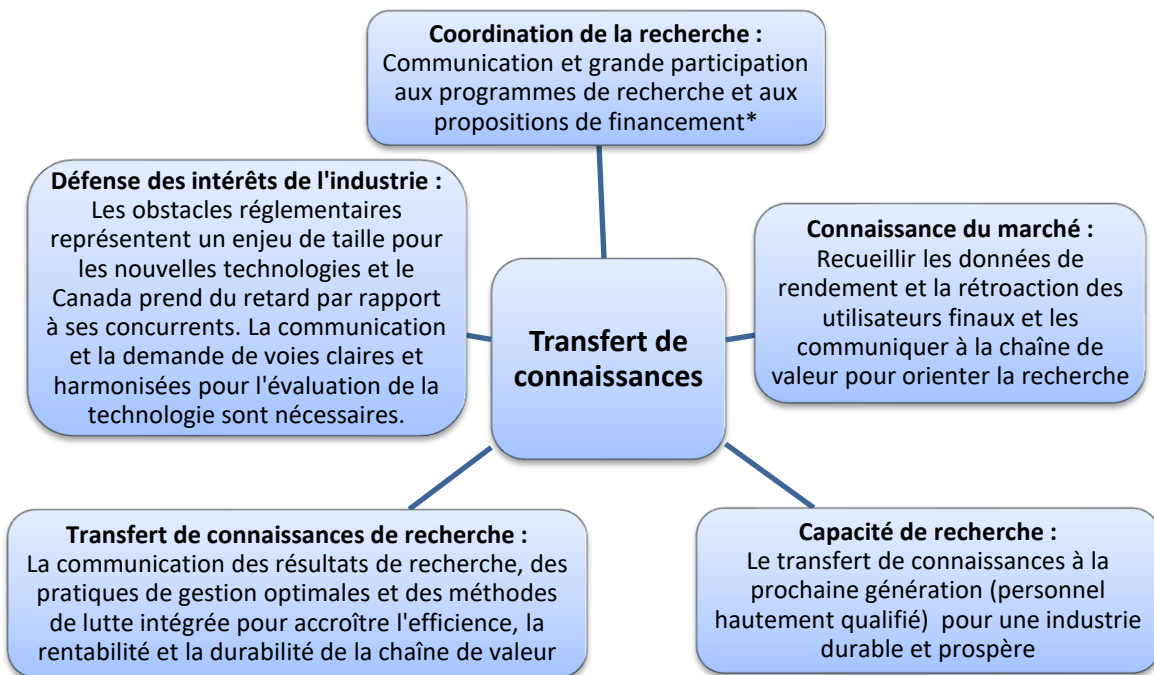 Coordination de la recherche :
Communication et grande participation
aux programmes de recherche et aux
propositions de financement*
Défense des intérêts de l'industrie :
Les obstacles réglementaires
représentent un enjeu de taille pour
les nouvelles technologies et le
Canada prend du retard par rapport
à ses concurrents. La communication
et la demande de voies claires et
harmonisées pour l'évaluation de la
technologie sont nécessaires.
Connaissance du marché :
Recueillir les données de
rendement et la rétroaction des
utilisateurs finaux et les
communiquer à la chaîne de
valeur pour orienter la recherche
Transfert de
connaissances
Transfert de connaissances de recherche :
La communication des résultats de recherche, des
pratiques de gestion optimales et des méthodes
de lutte intégrée pour accroître l'efficience, la
rentabilité et la durabilité de la chaîne de valeur
Capacité de recherche :
Le transfert de connaissances à la
prochaine génération (personnel
hautement qualifié)  pour une industrie
durable et prospère